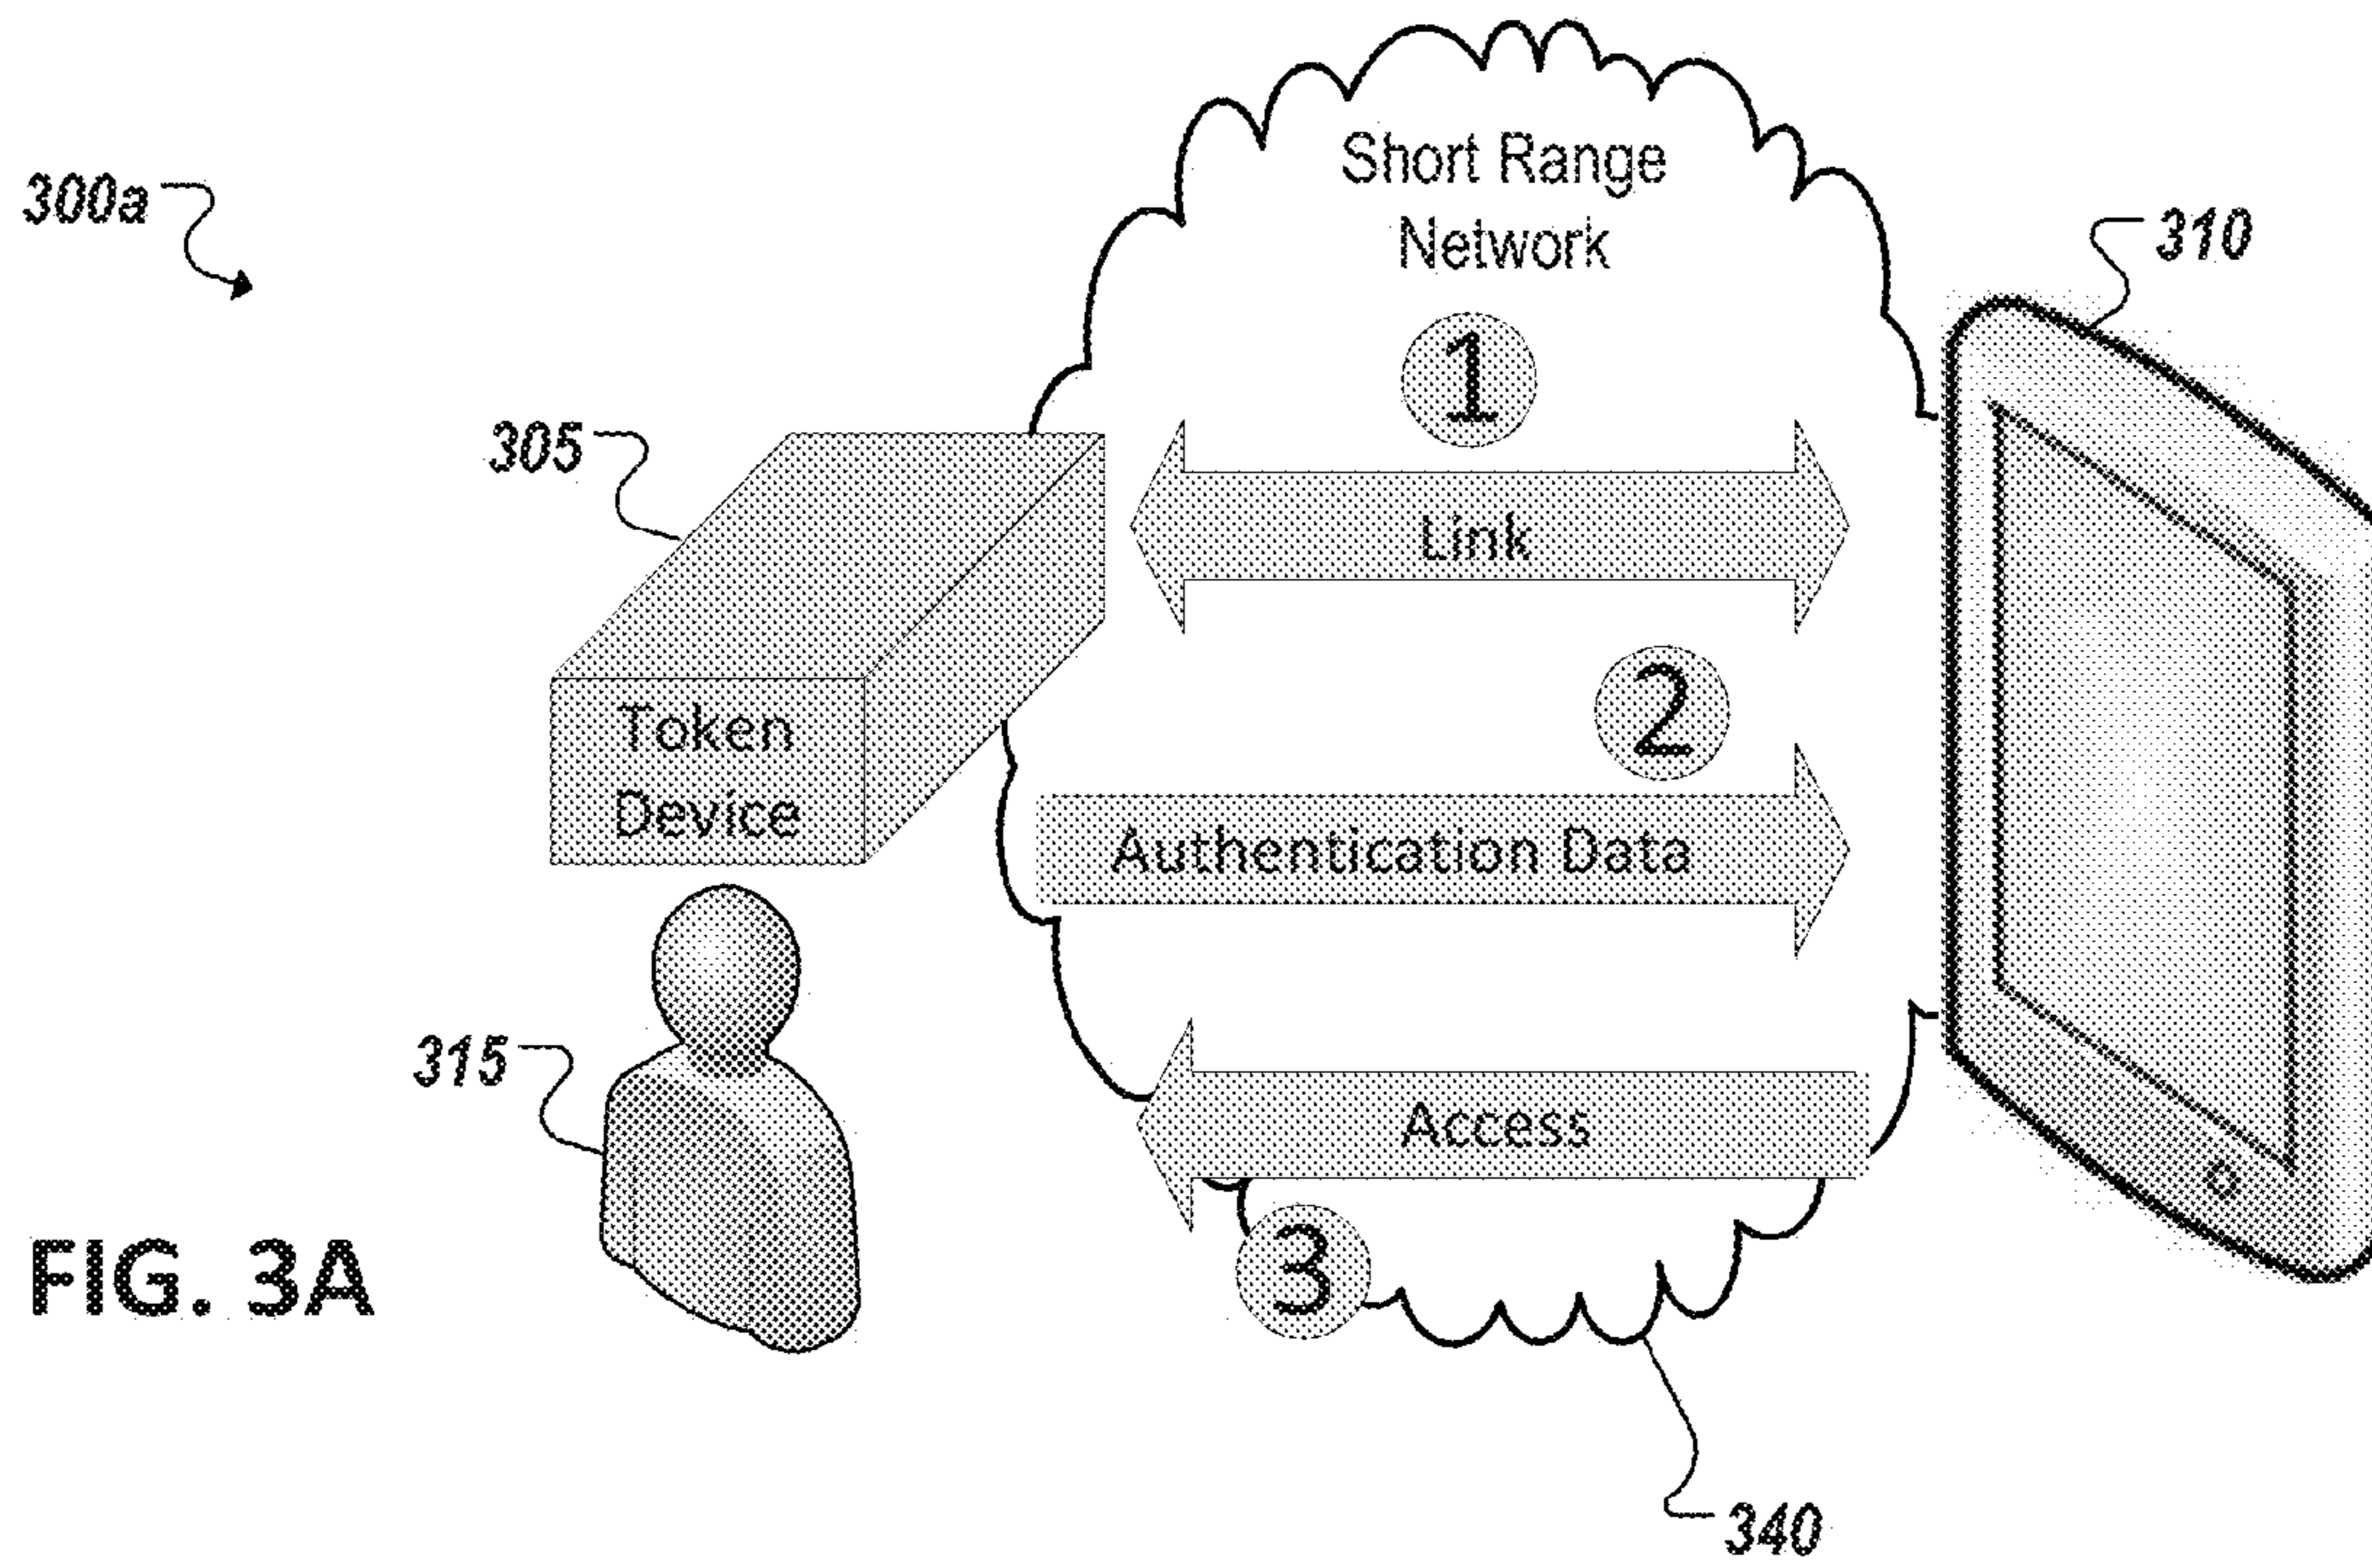 300a
Short Range
Network
310
1
305
Link
2
Token
Device
Authentication Data
315
Access
3
FIG. 3A
340